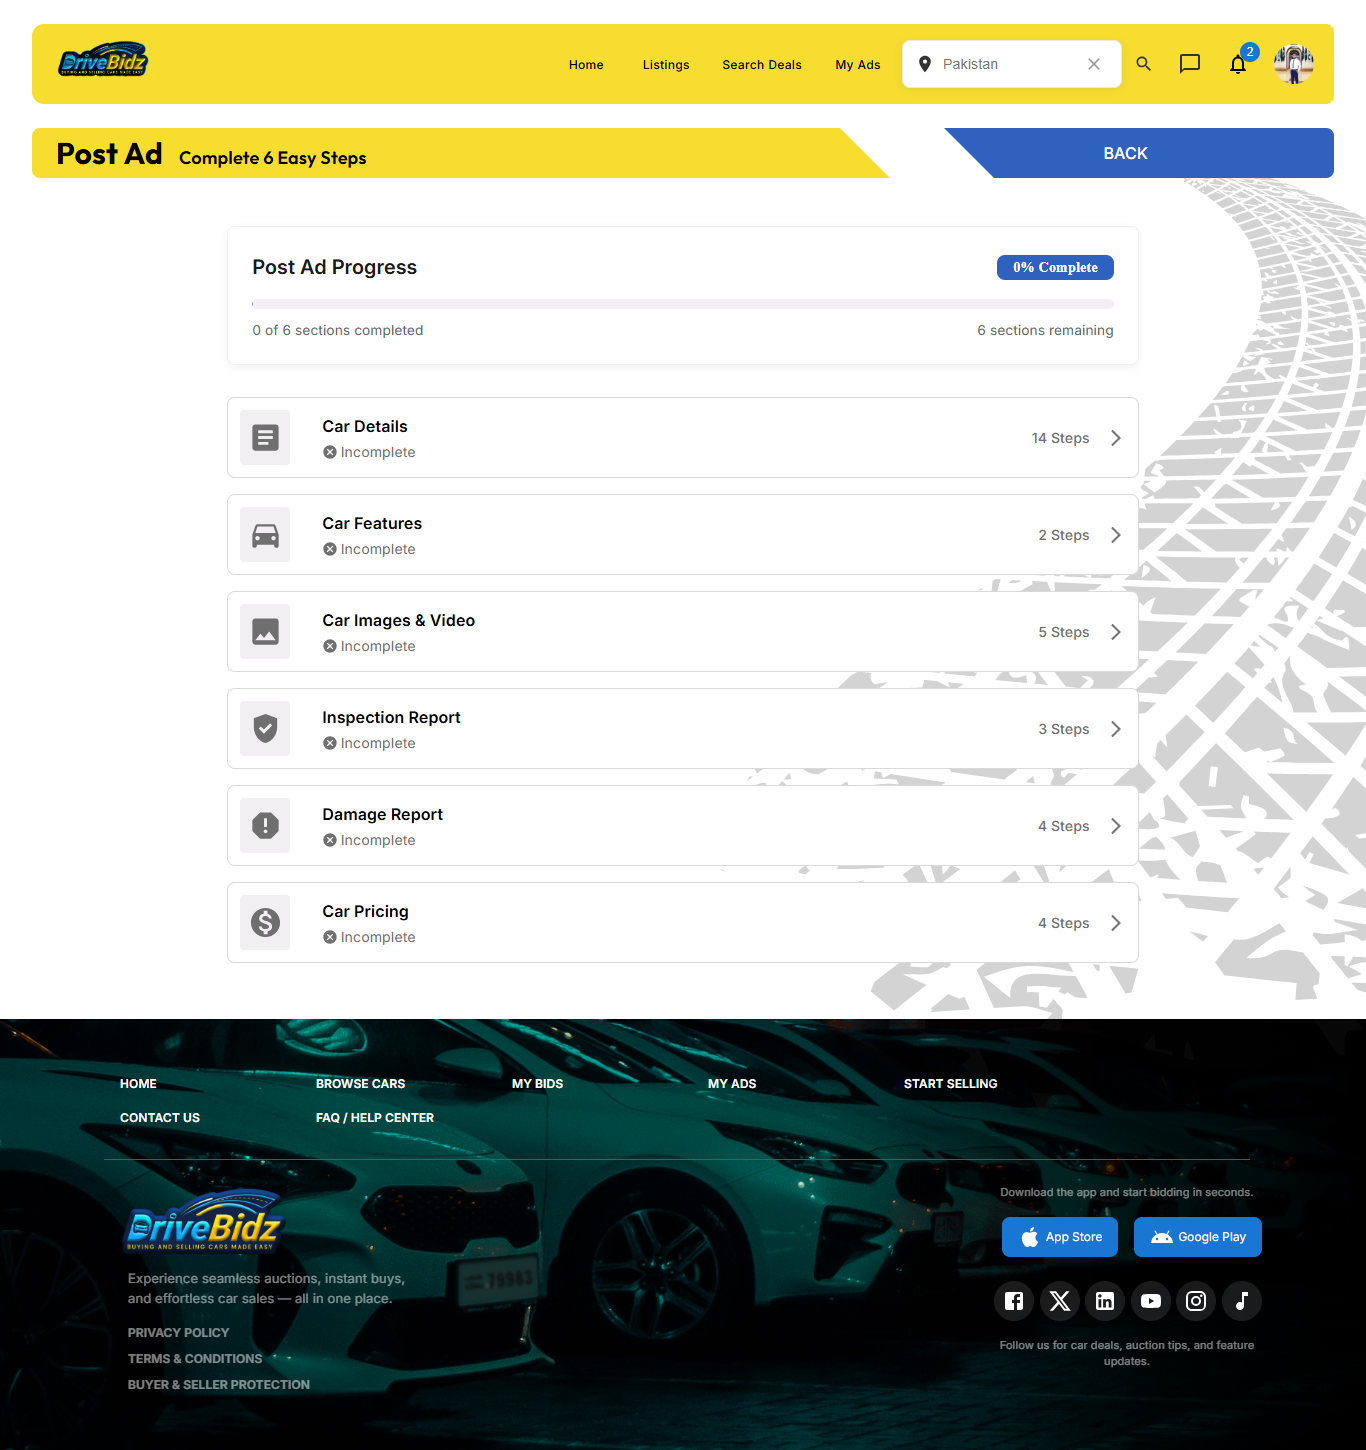 DriveBidz
BUYING AND SELLING CARS MADE EASY
Home Listings Search Deals My Ads Pakistan 2
Post Ad Complete 6 Easy Steps BACK
Post Ad Progress 0% Complete
0 of 6 sections completed 6 sections remaining
Car Details
Incomplete
14 Steps
Car Features
Incomplete
2 Steps
Car Images & Video
Incomplete
5 Steps
Inspection Report
Incomplete
3 Steps
Damage Report
Incomplete
4 Steps
Car Pricing
Incomplete
4 Steps
HOME BROWSE CARS MY BIDS MY ADS START SELLING
CONTACT US FAQ / HELP CENTER
DriveBidz
BUYING AND SELLING CARS MADE EASY
Experience seamless auctions, instant buys,
and effortless car sales — all in one place.
PRIVACY POLICY
TERMS & CONDITIONS
BUYER & SELLER PROTECTION
79983
Download the app and start bidding in seconds.
App Store Google Play
Follow us for car deals, auction tips, and feature
updates.